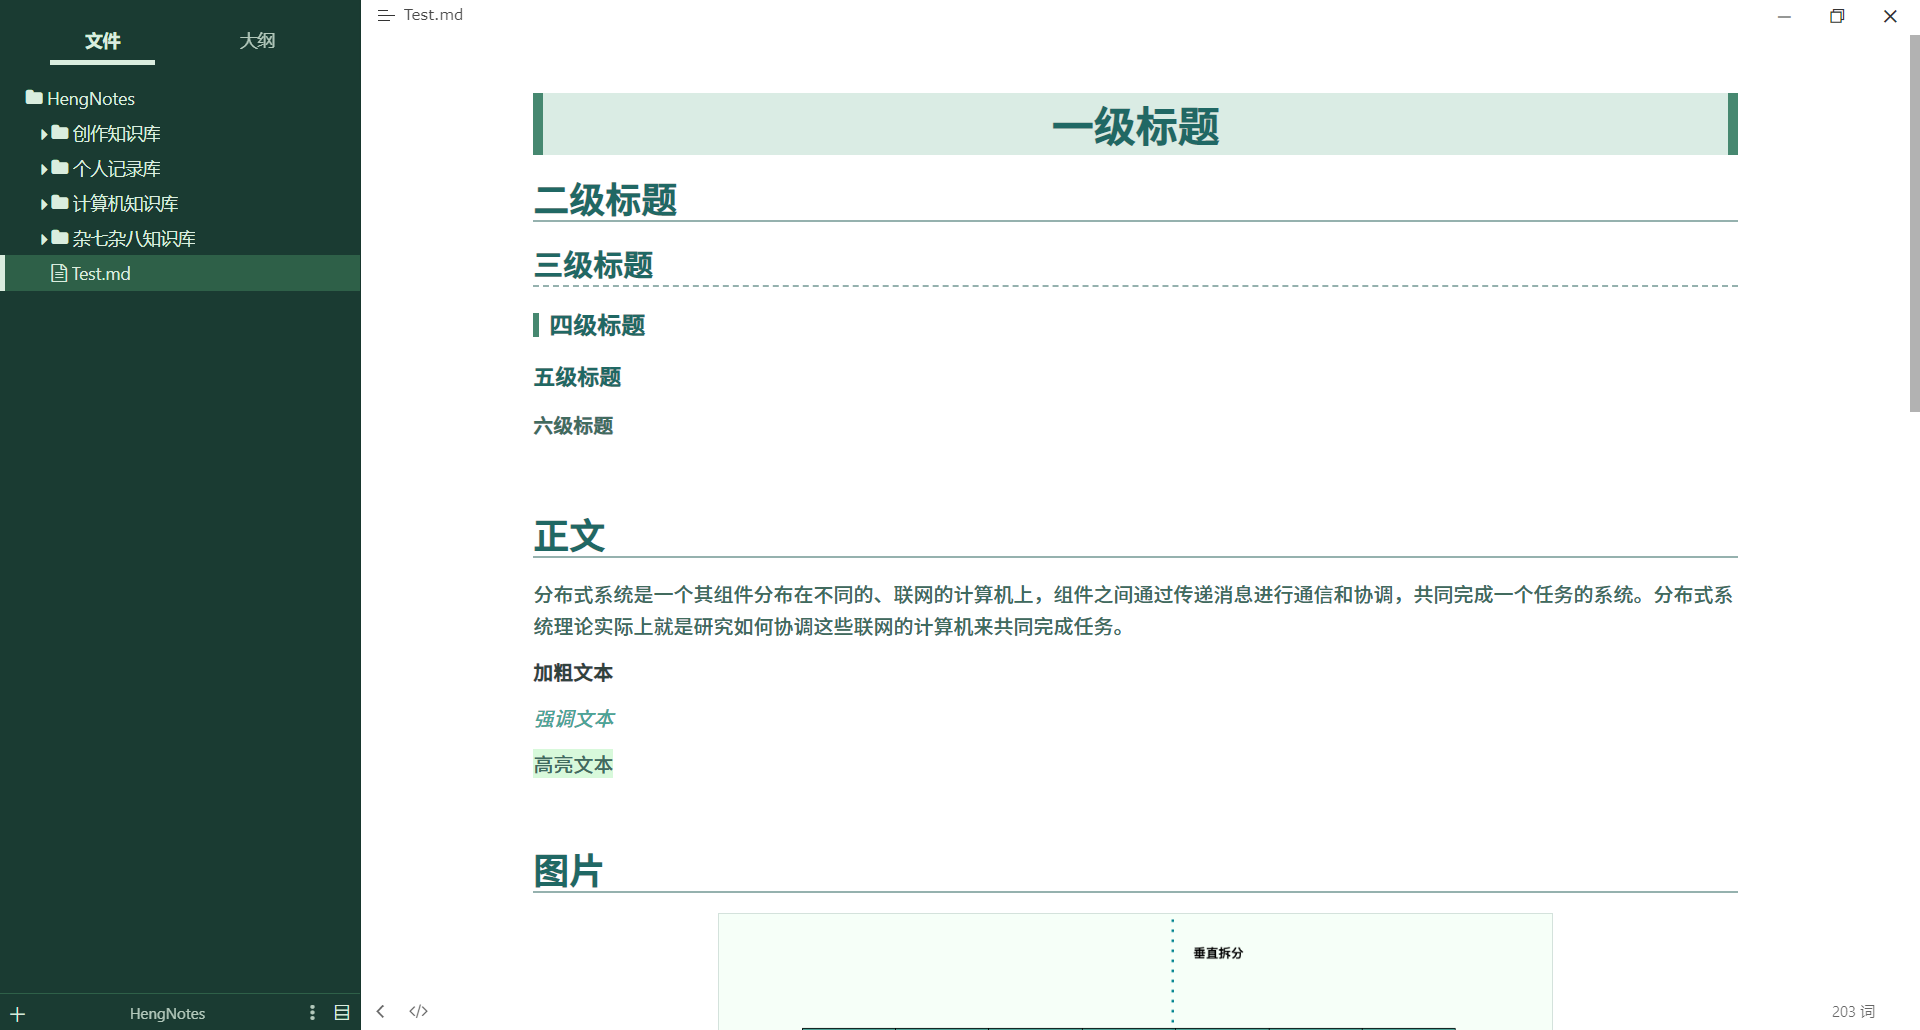 文件
大纲
HengNotes
创作知识库
个人记录库
计算机知识库
杂七杂八知识库
Test.md
HengNotes
Test.md
一级标题
二级标题
三级标题
四级标题
五级标题
六级标题
正文
分布式系统是一个其组件分布在不同的、联网的计算机上，组件之间通过传递消息进行通信和协调，共同完成一个任务的系统。分布式系
统理论实际上就是研究如何协调这些联网的计算机来共同完成任务。
加粗文本
强调文本
高亮文本
图片
垂直拆分
203 词